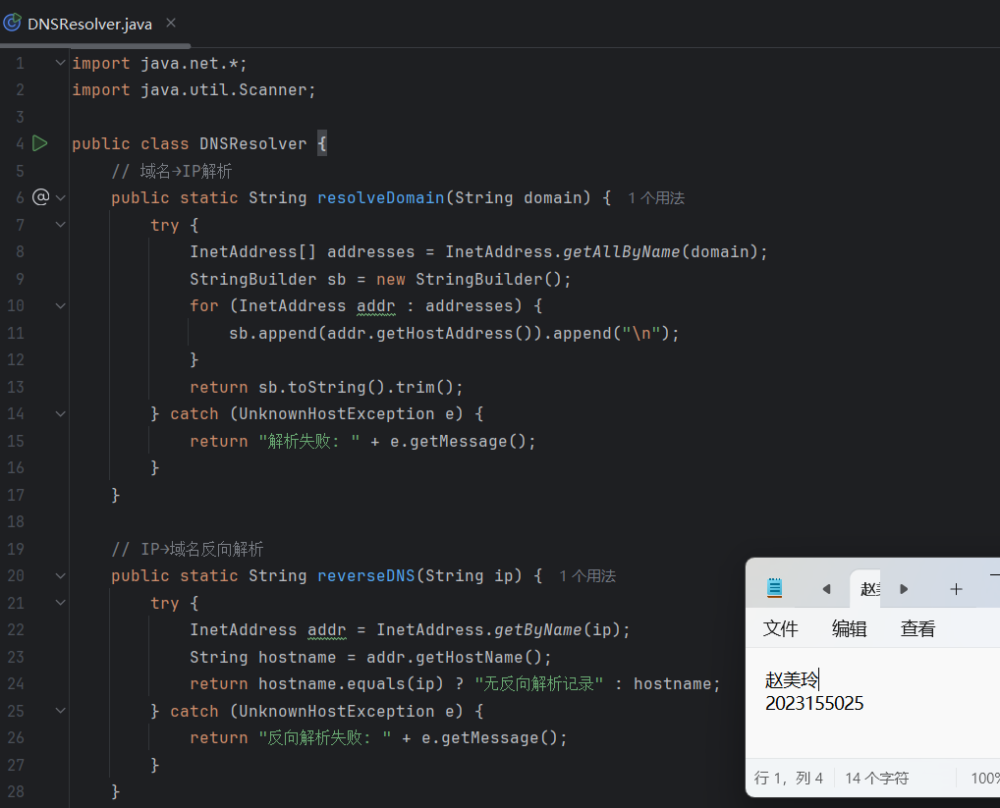 DNSResolver.java
1 import java.net.*;
2 import java.util.Scanner;
3
4 public class DNSResolver {
5 // 域名→IP解析
6 public static String resolveDomain(String domain) { 1 个用法
7 try {
8 InetAddress[] addresses = InetAddress.getAllByName(domain);
9 StringBuilder sb = new StringBuilder();
10 for (InetAddress addr : addresses) {
11 sb.append(addr.getHostAddress()).append("\n");
12 }
13 return sb.toString().trim();
14 } catch (UnknownHostException e) {
15 return "解析失败: " + e.getMessage();
16 }
17 }
18
19 // IP→域名反向解析
20 public static String reverseDNS(String ip) { 1 个用法
21 try {
22 InetAddress addr = InetAddress.getByName(ip);
23 String hostname = addr.getHostName();
24 return hostname.equals(ip) ? "无反向解析记录" : hostname;
25 } catch (UnknownHostException e) {
26 return "反向解析失败: " + e.getMessage();
27 }
28 }
赵
文件 编辑 查看
赵美玲
2023155025
行 1，列 4 14 个字符 100%